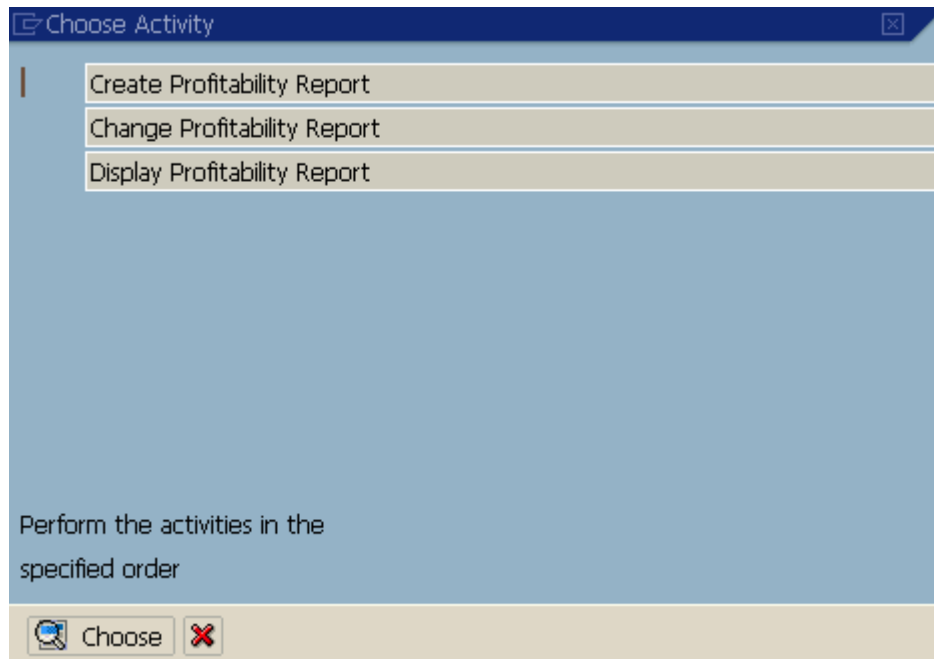 Choose Activity
Create Profitability Report
Change Profitability Report
Display Profitability Report
Perform the activities in the
specified order
Choose